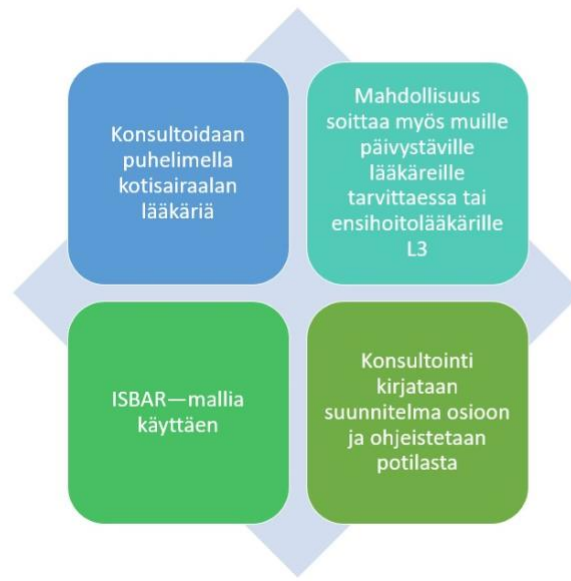 Konsultoidaan
puhelimella
kotisairaalan
lääkäriä
Mahdollisuus
soittaa myös muille
päivystäville
lääkäreille
tarvittaessa tai
ensihoitolääkärille
L3
ISBAR—mallia
käyttäen
Konsultointi
kirjataan
suunnitelma osioon
ja ohjeistetaan
potilasta